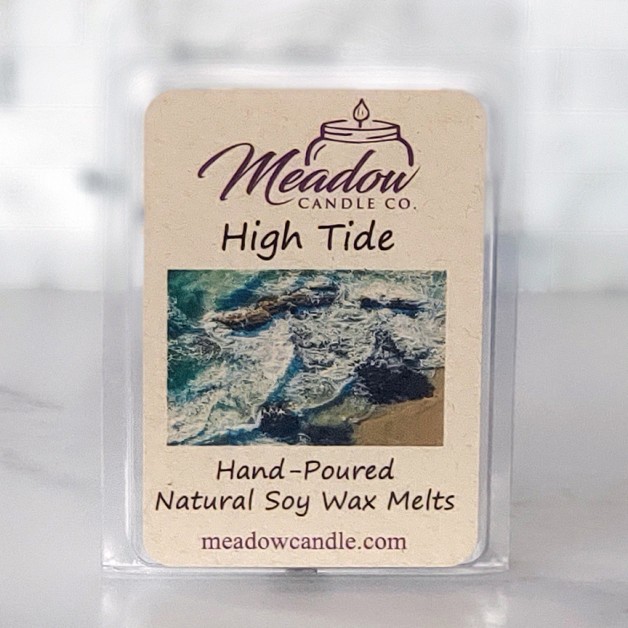 Meadow
CANDLE CO.
High Tide
Hand-Poured
Natural Soy Wax Melts
meadowcandle.com